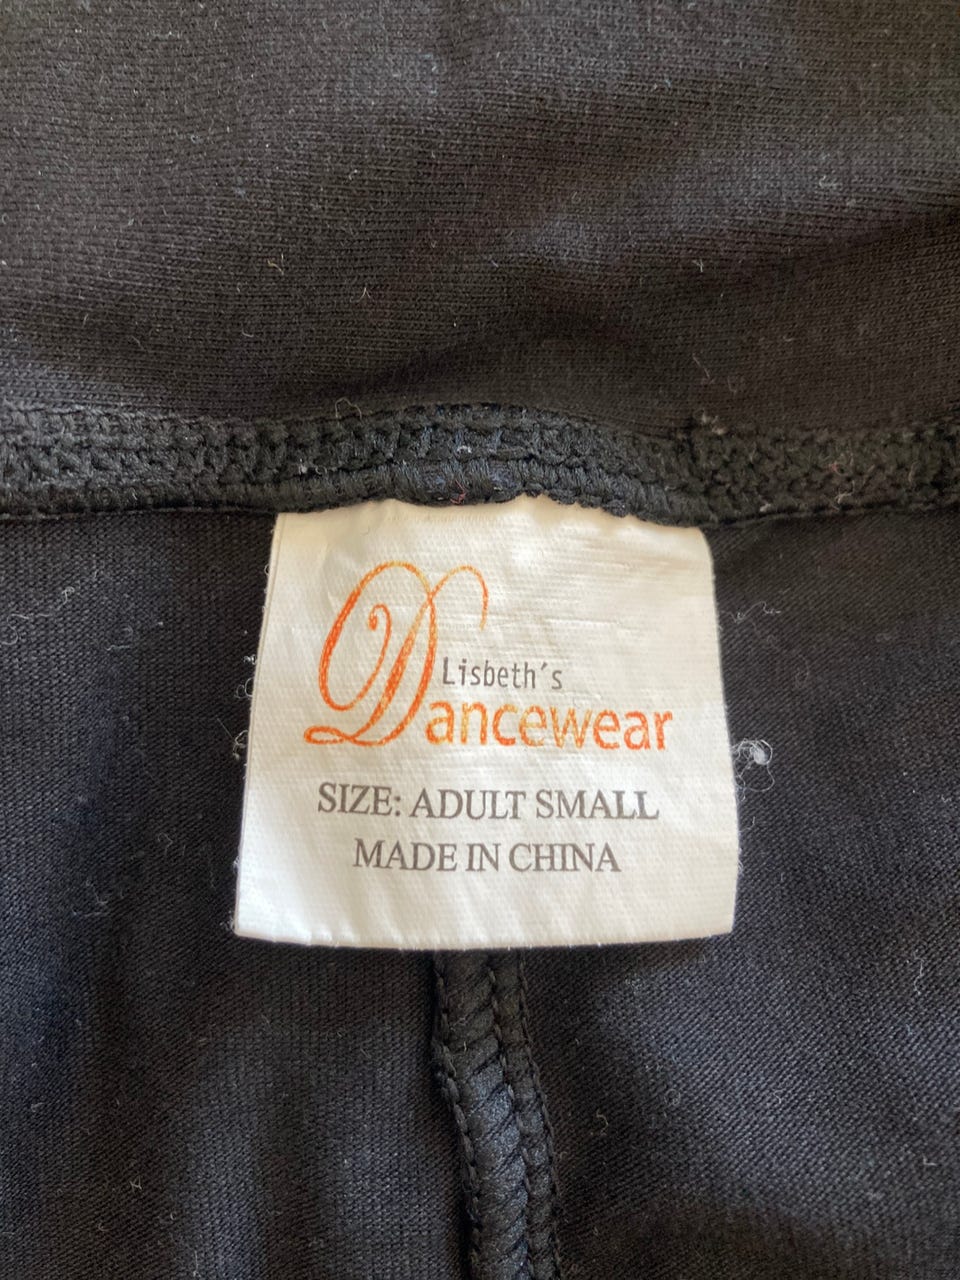 Lisbeth´s
Dancewear
SIZE: ADULT SMALL
MADE IN CHINA